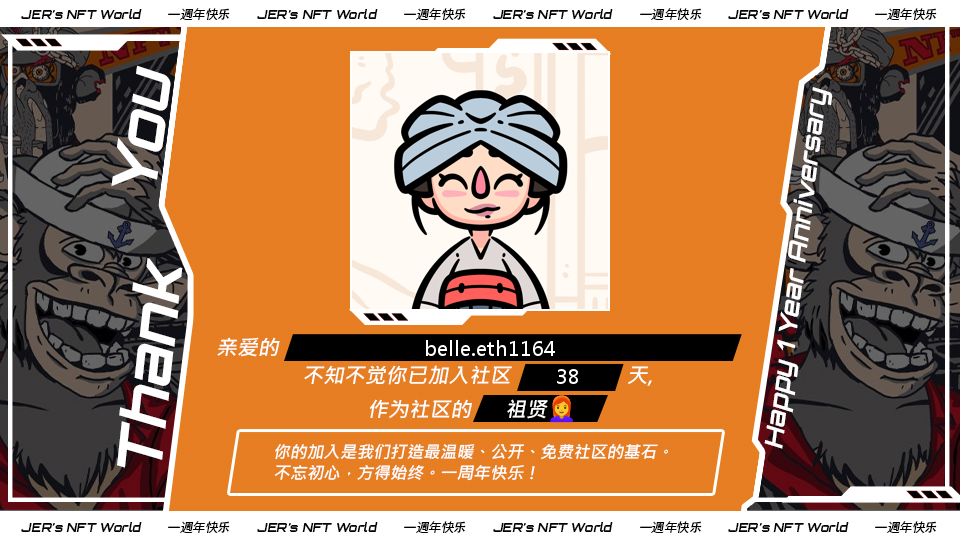 JER's NFT World 一週年快乐 JER's NFT World 一週年快乐 JER's NFT World 一週年快乐 JER's NFT World 一週年快乐
Thank You
亲爱的 belle.eth1164
不知不觉你已加入社区 38 天,
作为社区的 祖贤👩‍🦰
你的加入是我们打造最温暖、公开、免费社区的基石。
不忘初心，方得始终。一周年快乐！
Happy 1 Year Anniversary
JER's NFT World 一週年快乐 JER's NFT World 一週年快乐 JER's NFT World 一週年快乐 JER's NFT World 一週年快乐